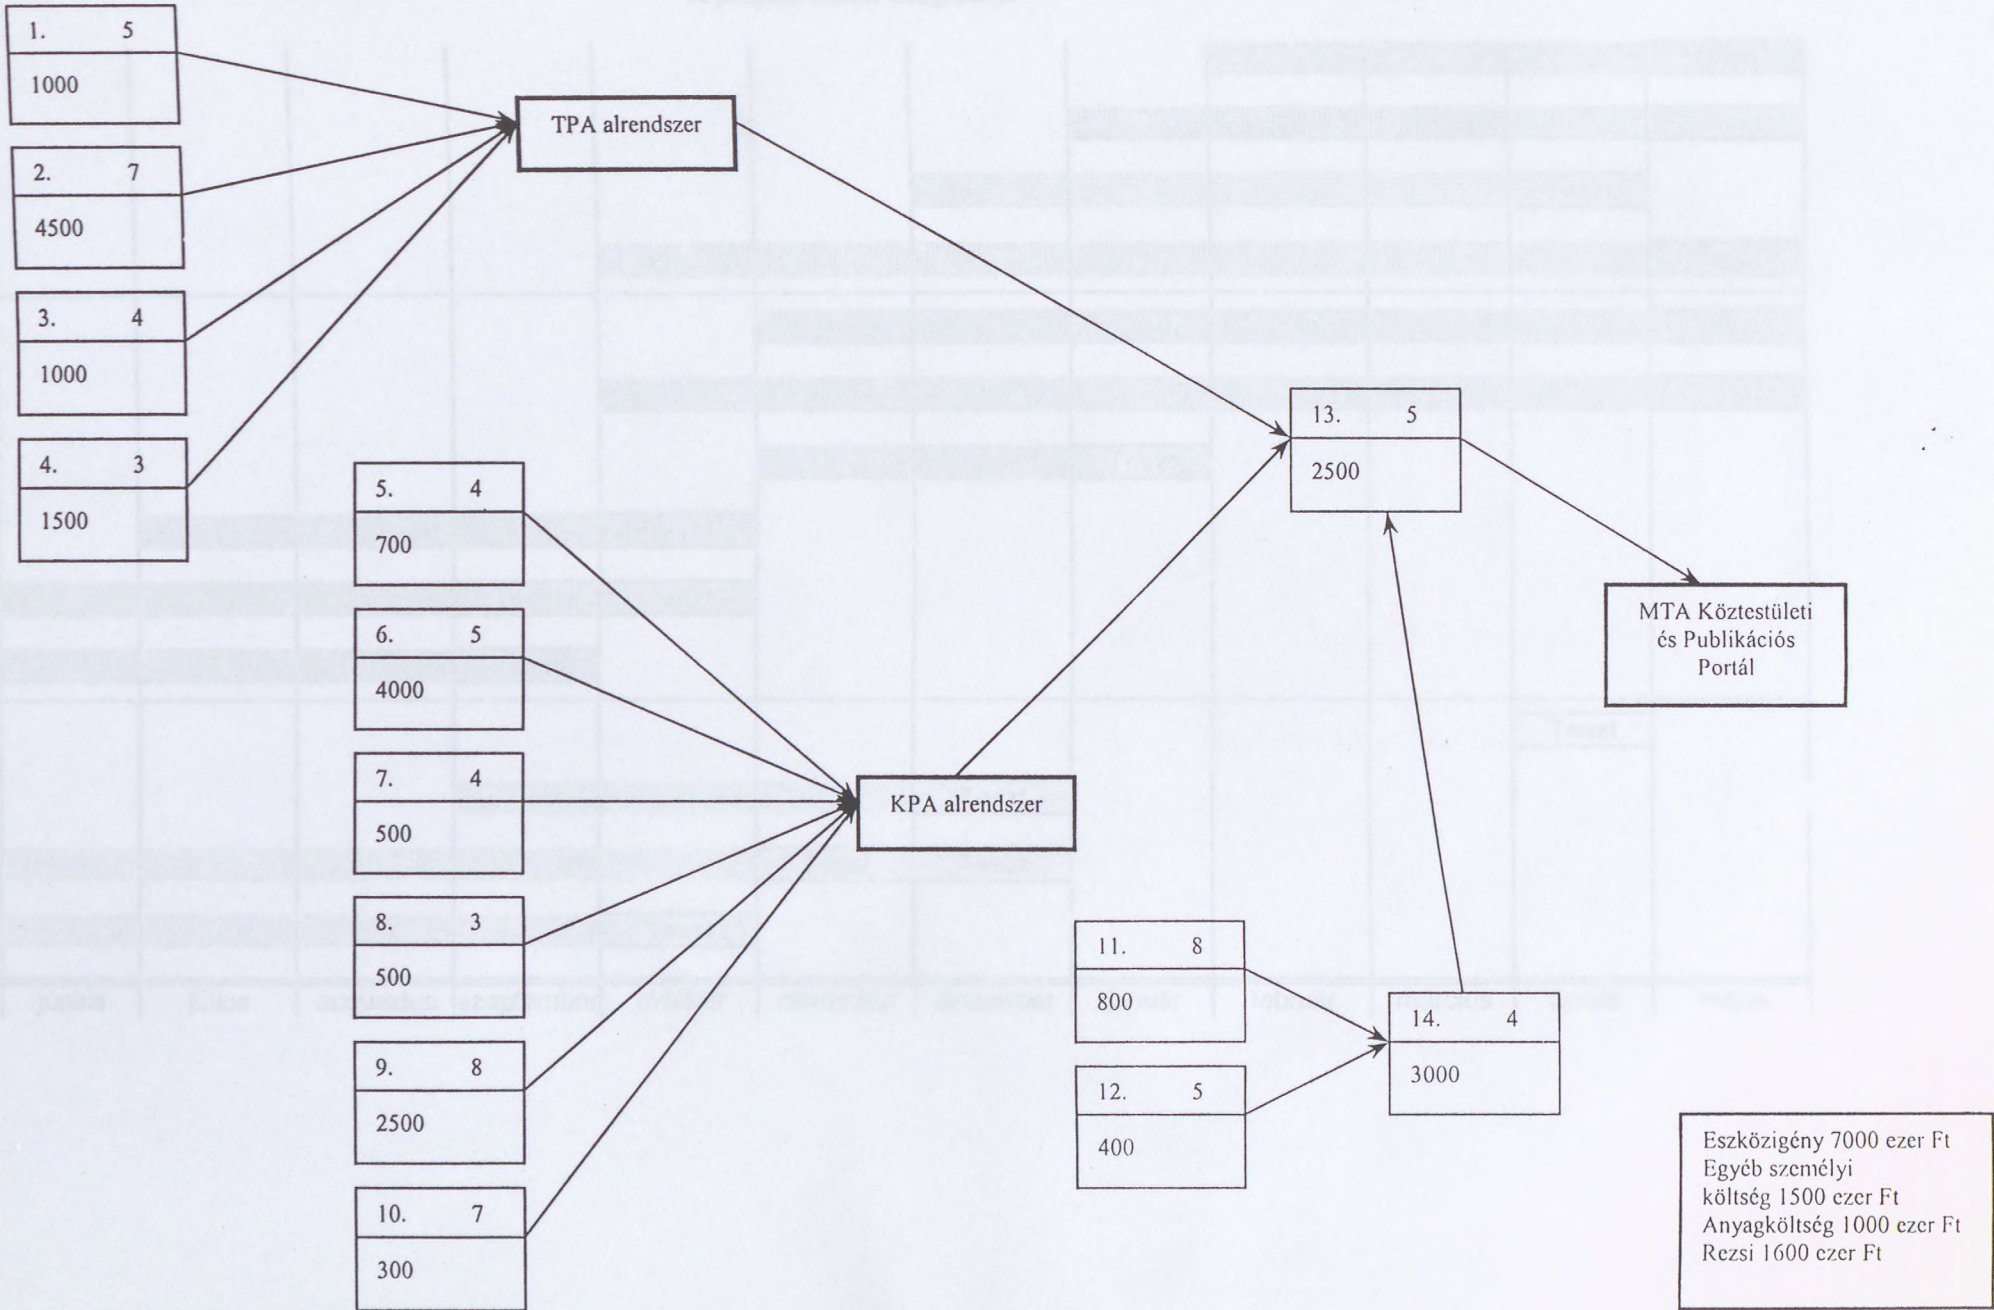 1. 5
1000
2. 7
4500
3. 4
1000
4. 3
1500
TPA alrendszer
5. 4
700
6. 5
4000
7. 4
500
8. 3
500
9. 8
2500
10. 7
300
KPA alrendszer
11. 8
800
12. 5
400
13. 5
2500
14. 4
3000
MTA Köztestületi
és Publikációs
Portál
Eszközigény 7000 ezer Ft
Egyéb személyi
költség 1500 ezer Ft
Anyagköltség 1000 ezer Ft
Rezsi 1600 ezer Ft